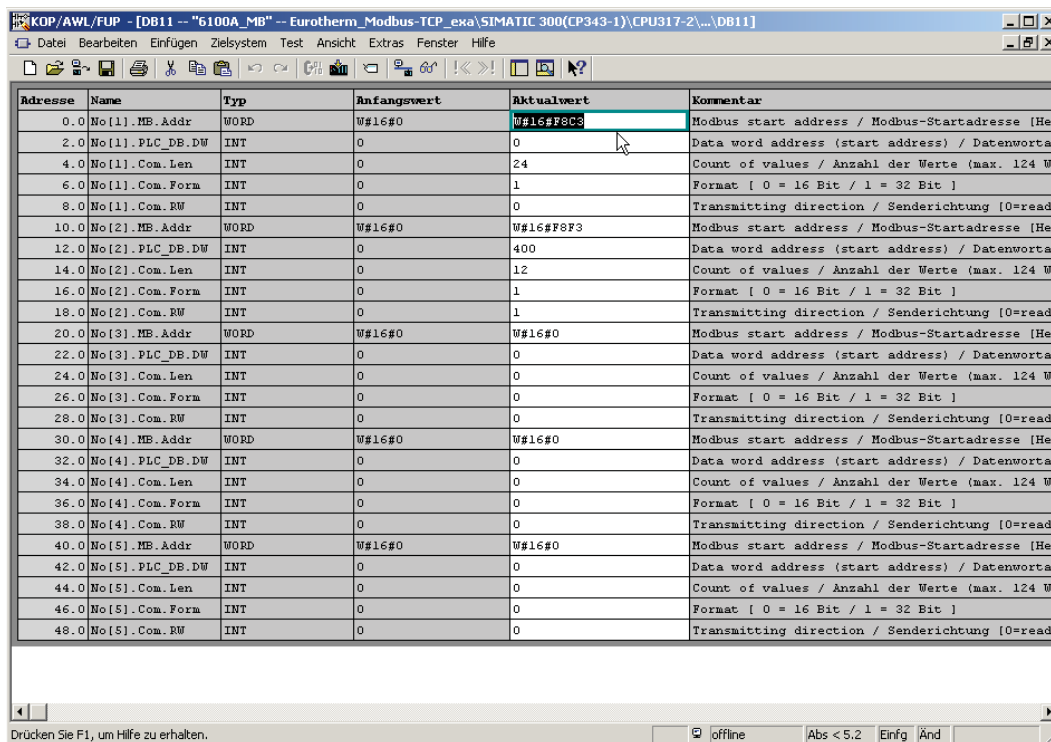 KOP/AWL/FUP - [DB11 -- "6100A_MB" -- Eurotherm_Modbus-TCP_exa\SIMATIC 300(CP343-1)\CPU317-2\...\DB11]
Datei Bearbeiten Einfügen Zielsystem Test Ansicht Extras Fenster Hilfe
Adresse Name Typ Anfangswert Aktualwert Kommentar
0.0 No[1].MB.Addr WORD W#16#0 W#16#F8C3 Modbus start address / Modbus-Startadresse [He
2.0 No[1].PLC_DB.DW INT 0 0 Data word address (start address) / Datenworta
4.0 No[1].Com.Len INT 0 24 Count of values / Anzahl der Werte (max. 124 W
6.0 No[1].Com.Form INT 0 1 Format [ 0 = 16 Bit / 1 = 32 Bit ]
8.0 No[1].Com.RW INT 0 0 Transmitting direction / Senderichtung [0=read
10.0 No[2].MB.Addr WORD W#16#0 W#16#F8F3 Modbus start address / Modbus-Startadresse [He
12.0 No[2].PLC_DB.DW INT 0 400 Data word address (start address) / Datenworta
14.0 No[2].Com.Len INT 0 12 Count of values / Anzahl der Werte (max. 124 W
16.0 No[2].Com.Form INT 0 1 Format [ 0 = 16 Bit / 1 = 32 Bit ]
18.0 No[2].Com.RW INT 0 1 Transmitting direction / Senderichtung [0=read
20.0 No[3].MB.Addr WORD W#16#0 W#16#0 Modbus start address / Modbus-Startadresse [He
22.0 No[3].PLC_DB.DW INT 0 0 Data word address (start address) / Datenworta
24.0 No[3].Com.Len INT 0 0 Count of values / Anzahl der Werte (max. 124 W
26.0 No[3].Com.Form INT 0 0 Format [ 0 = 16 Bit / 1 = 32 Bit ]
28.0 No[3].Com.RW INT 0 0 Transmitting direction / Senderichtung [0=read
30.0 No[4].MB.Addr WORD W#16#0 W#16#0 Modbus start address / Modbus-Startadresse [He
32.0 No[4].PLC_DB.DW INT 0 0 Data word address (start address) / Datenworta
34.0 No[4].Com.Len INT 0 0 Count of values / Anzahl der Werte (max. 124 W
36.0 No[4].Com.Form INT 0 0 Format [ 0 = 16 Bit / 1 = 32 Bit ]
38.0 No[4].Com.RW INT 0 0 Transmitting direction / Senderichtung [0=read
40.0 No[5].MB.Addr WORD W#16#0 W#16#0 Modbus start address / Modbus-Startadresse [He
42.0 No[5].PLC_DB.DW INT 0 0 Data word address (start address) / Datenworta
44.0 No[5].Com.Len INT 0 0 Count of values / Anzahl der Werte (max. 124 W
46.0 No[5].Com.Form INT 0 0 Format [ 0 = 16 Bit / 1 = 32 Bit ]
48.0 No[5].Com.RW INT 0 0 Transmitting direction / Senderichtung [0=read
Drücken Sie F1, um Hilfe zu erhalten. offline Abs < 5.2 Einfg Änd